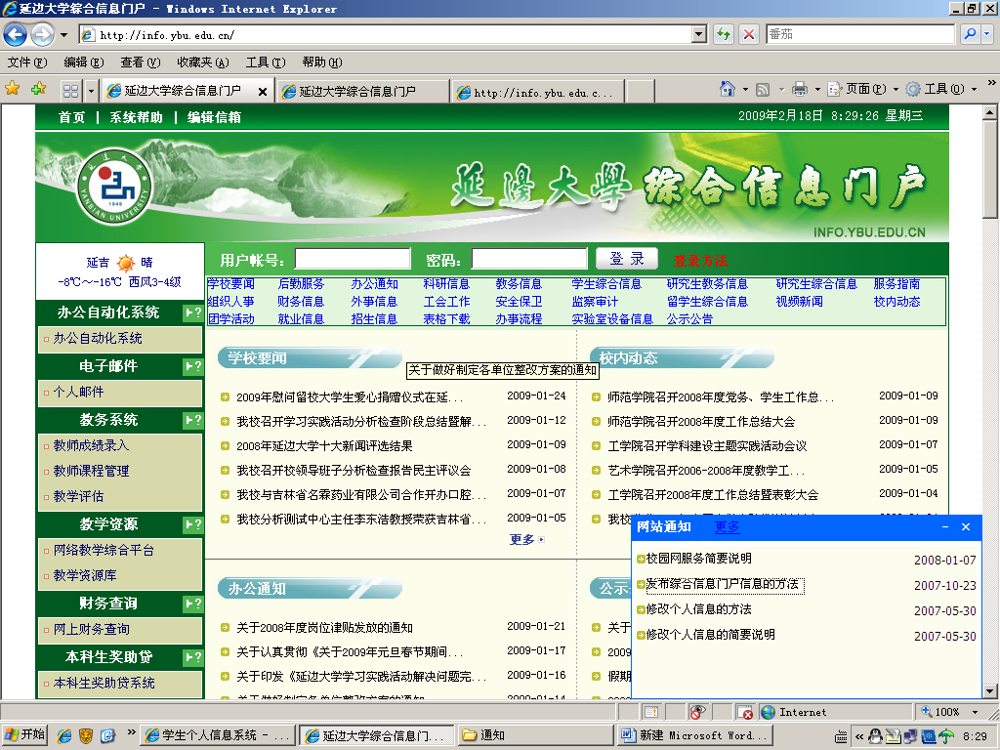 延边大学综合信息门户 - Windows Internet Explorer
http://info.ybu.edu.cn/
番茄
文件(F) 编辑(E) 查看(V) 收藏夹(A) 工具(T) 帮助(H)
延边大学综合信息门户 延边大学综合信息门户 http://info.ybu.edu.c... 页面(P) 工具(O) »
首页 | 系统帮助 | 编辑信箱 2009年2月18日 8:29:26 星期三
延边大学
YANBIAN UNIVERSITY
1949
延邊大學 综合信息门户
INFO.YBU.EDU.CN
延吉 晴
-8℃～-16℃ 西风3-4级
用户帐号: 密码: 登录 登录方法
学校要闻 后勤服务 办公通知 科研信息 教务信息 学生综合信息 研究生教务信息 研究生综合信息 服务指南
组织人事 财务信息 外事信息 工会工作 安全保卫 监察审计 留学生综合信息 视频新闻 校内动态
团学活动 就业信息 招生信息 表格下载 办事流程 实验室设备信息 公示公告
办公自动化系统 ?
办公自动化系统
电子邮件 ?
个人邮件
教务系统 ?
教师成绩录入
教师课程管理
教学评估
教学资源 ?
网络教学综合平台
教学资源库
财务查询 ?
网上财务查询
本科生奖助贷 ?
本科生奖助贷系统
学校要闻
关于做好制定各单位整改方案的通知
2009年慰问留校大学生爱心捐赠仪式在延... 2009-01-24
我校召开学习实践活动分析检查阶段总结暨解... 2009-01-12
2008年延边大学十大新闻评选结果 2009-01-09
我校召开校领导班子分析检查报告民主评议会 2009-01-08
我校与吉林省名霖药业有限公司合作开办口腔... 2009-01-07
我校分析测试中心主任李东浩教授荣获吉林省... 2009-01-05
更多
校内动态
师范学院召开2008年度党务、学生工作总... 2009-01-09
师范学院召开2008年度工作总结大会 2009-01-09
工学院召开学科建设主题实践活动会议 2009-01-07
艺术学院召开2006-2008年度教学工... 2009-01-05
工学院召开2008年度工作总结暨表彰大会 2009-01-04
我校
办公通知
关于2008年度岗位津贴发放的通知 2009-01-21
关于认真贯彻《关于2009年元旦春节期间... 2009-01-17
关于印发《延边大学学习实践活动解决问题完... 2009-01-16
关于做好制定各单位整改方案的通知 2009-01-14
公示
关于
2009
假期
网站通知 更多
校园网服务简要说明 2008-01-07
发布综合信息门户信息的方法 2007-10-23
修改个人信息的方法 2007-05-30
修改个人信息的简要说明 2007-05-30
Internet 100%
开始 » 学生个人信息系统 - ... 延边大学综合信息门... 通知 新建 Microsoft Word... « 8:29